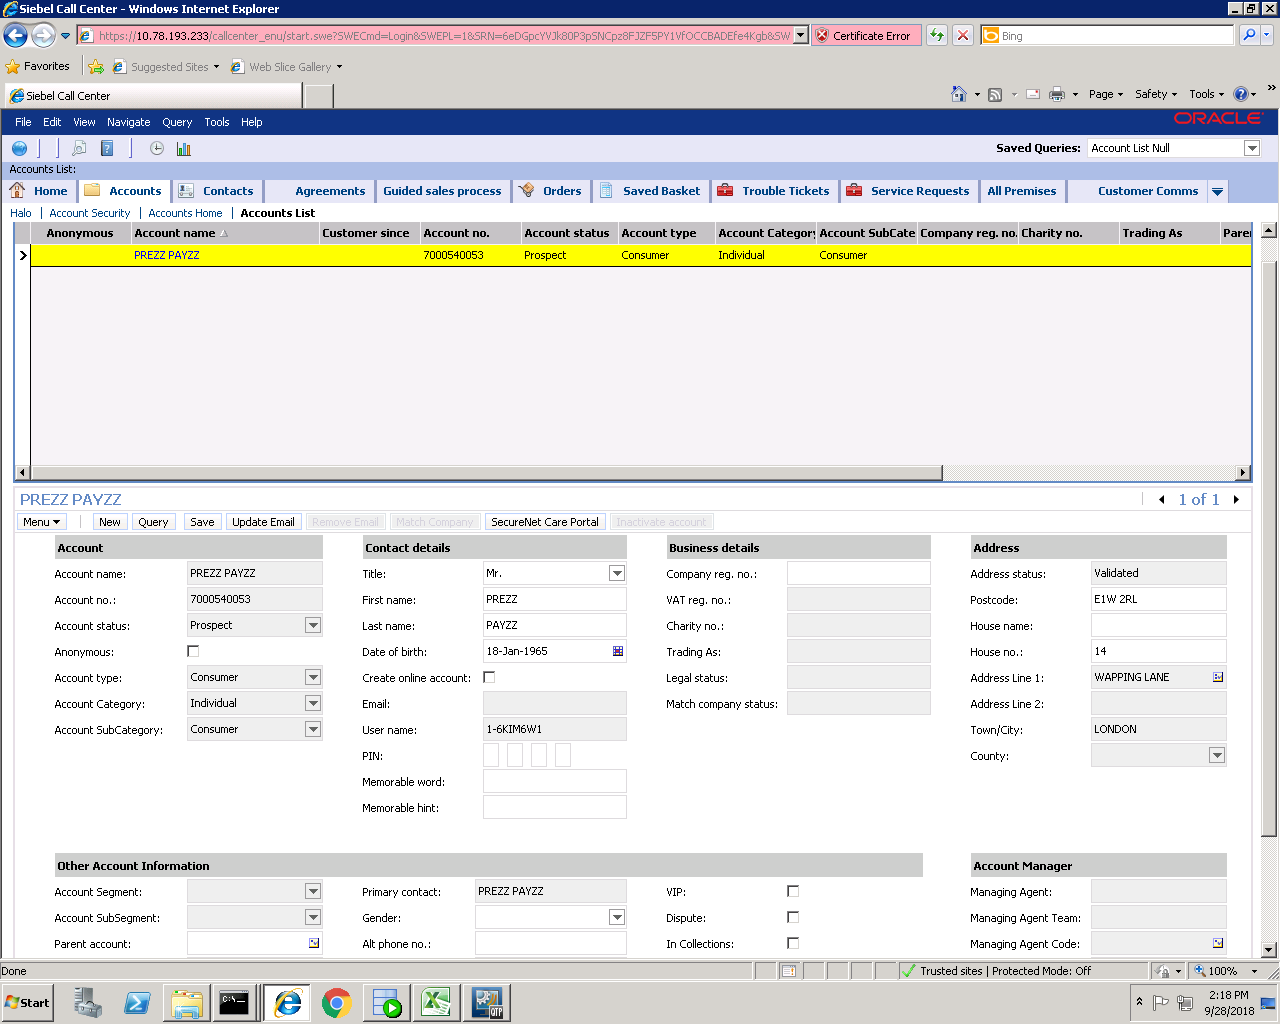 Siebel Call Center - Windows Internet Explorer
https://10.78.193.233/callcenter_enu/start.swe?SWECmd=Login&SWEPL=1&SRN=6eDGpcYVJk80P3pSNCpz8FJZF5PY1VfOCCBADEfe4Kgb&SW Certificate Error Bing
Favorites Suggested Sites Web Slice Gallery
Siebel Call Center Page Safety Tools »
File Edit View Navigate Query Tools Help ORACLE
Saved Queries: Account List Null
Accounts List:
Home Accounts Contacts Agreements Guided sales process Orders Saved Basket Trouble Tickets Service Requests All Premises Customer Comms
Halo | Account Security | Accounts Home | Accounts List
Anonymous Account name Customer since Account no. Account status Account type Account Category Account SubCate Company reg. no. Charity no. Trading As Pare
PREZZ PAYZZ 7000540053 Prospect Consumer Individual Consumer
PREZZ PAYZZ 1 of 1
Menu New Query Save Update Email Remove Email Match Company SecureNet Care Portal Inactivate account
Account Contact details Business details Address
Account name: PREZZ PAYZZ Title: Mr. Company reg. no.: Address status: Validated
Account no.: 7000540053 First name: PREZZ VAT reg. no.: Postcode: E1W 2RL
Account status: Prospect Last name: PAYZZ Charity no.: House name:
Anonymous: Date of birth: 18-Jan-1965 Trading As: House no.: 14
Account type: Consumer Create online account: Legal status: Address Line 1: WAPPING LANE
Account Category: Individual Email: Match company status: Address Line 2:
Account SubCategory: Consumer User name: 1-6KIM6W1 Town/City: LONDON
PIN: County:
Memorable word:
Memorable hint:
Other Account Information Account Manager
Account Segment: Primary contact: PREZZ PAYZZ VIP: Managing Agent:
Account SubSegment: Gender: Dispute: Managing Agent Team:
Parent account: Alt phone no.: In Collections: Managing Agent Code:
Done Trusted sites | Protected Mode: Off 100%
Start C:\. QTP 2:18 PM
9/28/2018